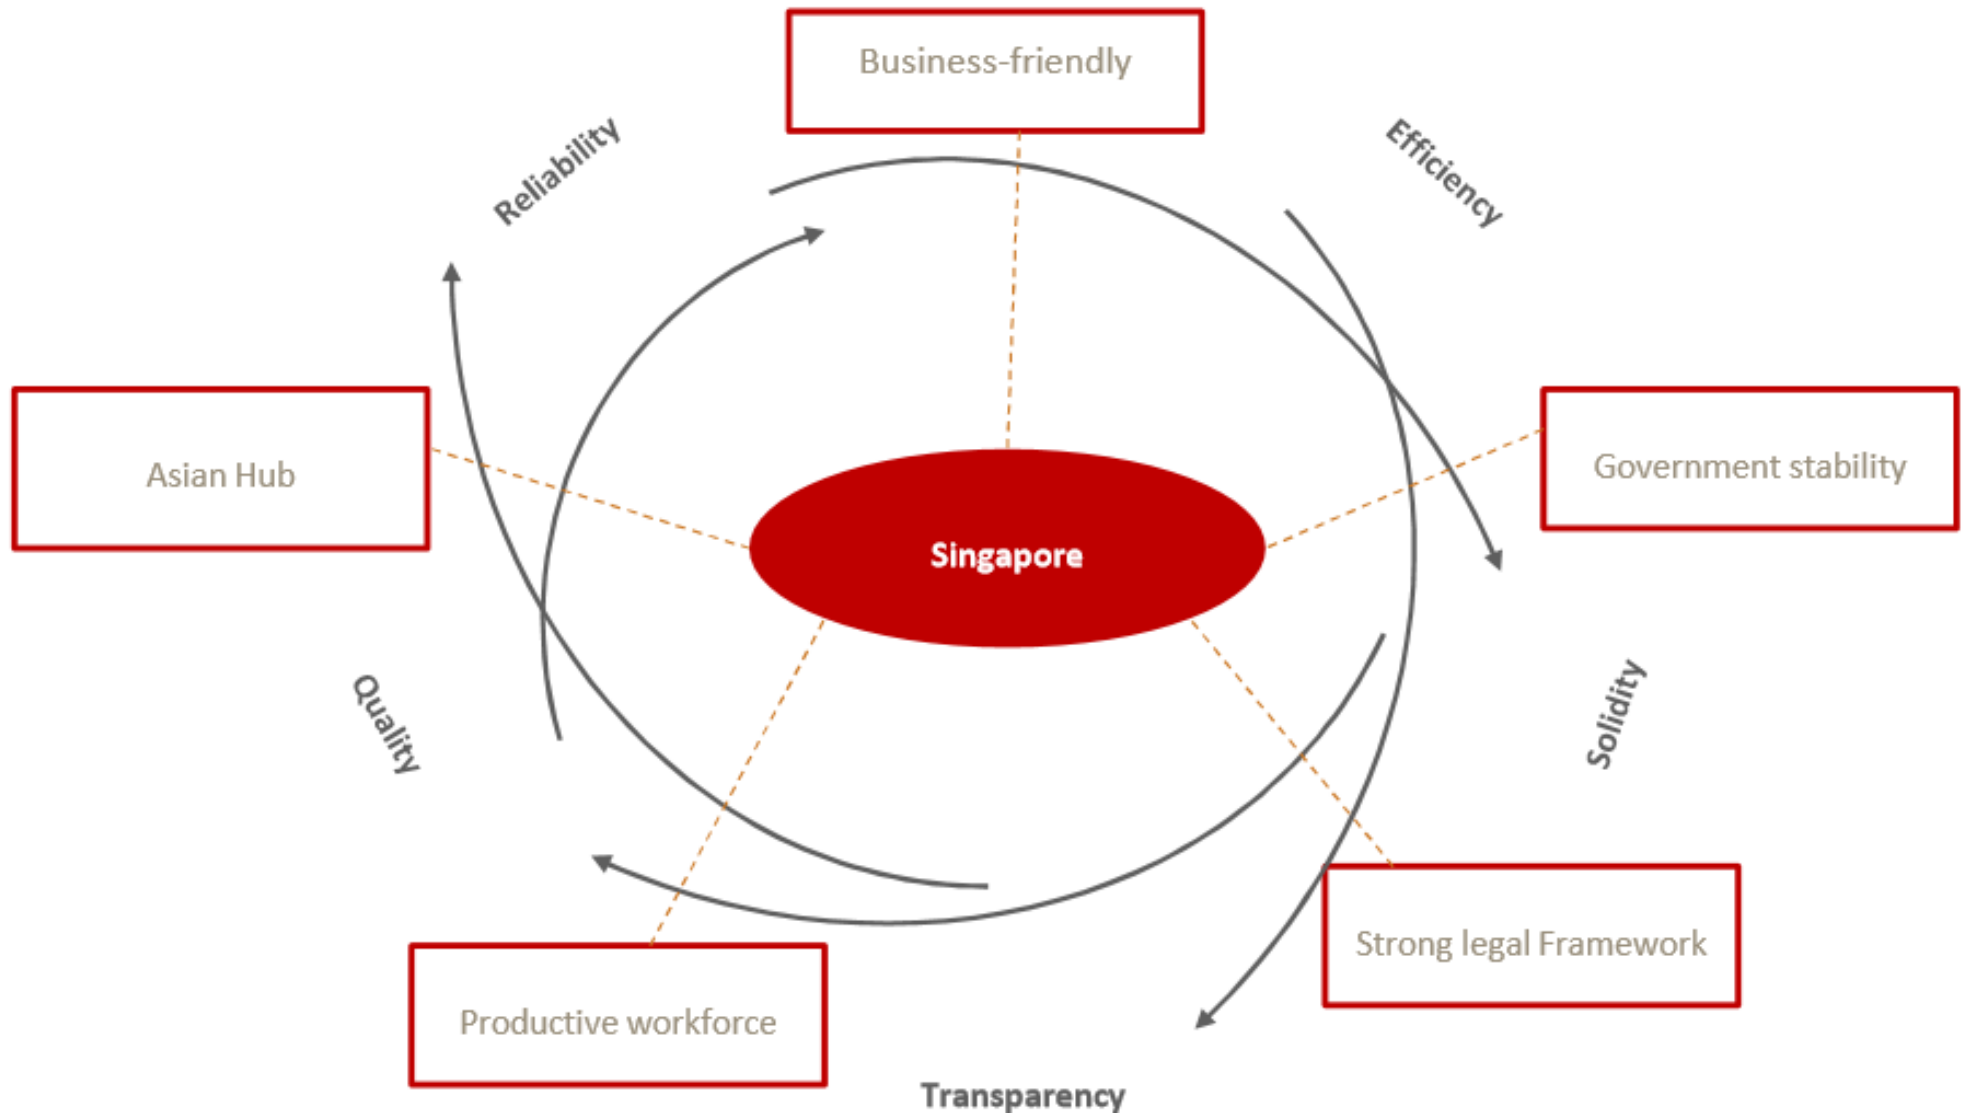 Business-friendly
Reliability
Efficiency
Asian Hub
Government stability
Singapore
Quality
Solidity
Strong legal Framework
Productive workforce
Transparency